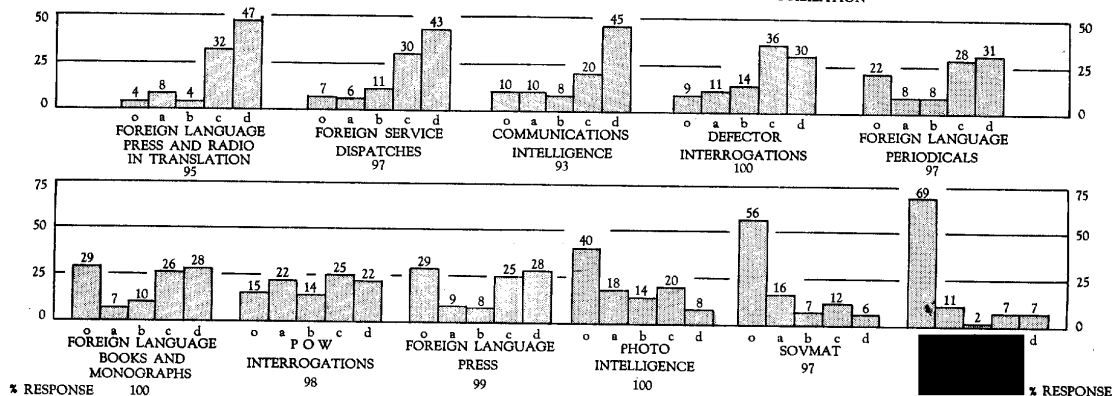 50 50
25 25
0 0
4 8 4 32 47
7 6 11 30 43
10 10 8 20 45
9 11 14 36 30
22 8 8 28 31
o a b c d
o a b c d
o a b c d
o a b c d
o a b c d
FOREIGN LANGUAGE
PRESS AND RADIO
IN TRANSLATION
95
FOREIGN SERVICE
DISPATCHES
97
COMMUNICATIONS
INTELLIGENCE
93
DEFECTOR
INTERROGATIONS
100
FOREIGN LANGUAGE
PERIODICALS
97
75 75
50 50
25 25
0 0
29 7 10 26 28
15 22 14 25 22
29 9 8 25 28
40 18 14 20 8
56 16 7 12 6
69 11 2 7 7
o a b c d
o a b c d
o a b c d
o a b c d
o a b c d
d
FOREIGN LANGUAGE
BOOKS AND
MONOGRAPHS
100
P O W
INTERROGATIONS
98
FOREIGN LANGUAGE
PRESS
99
PHOTO
INTELLIGENCE
100
SOVMAT
97
% RESPONSE % RESPONSE